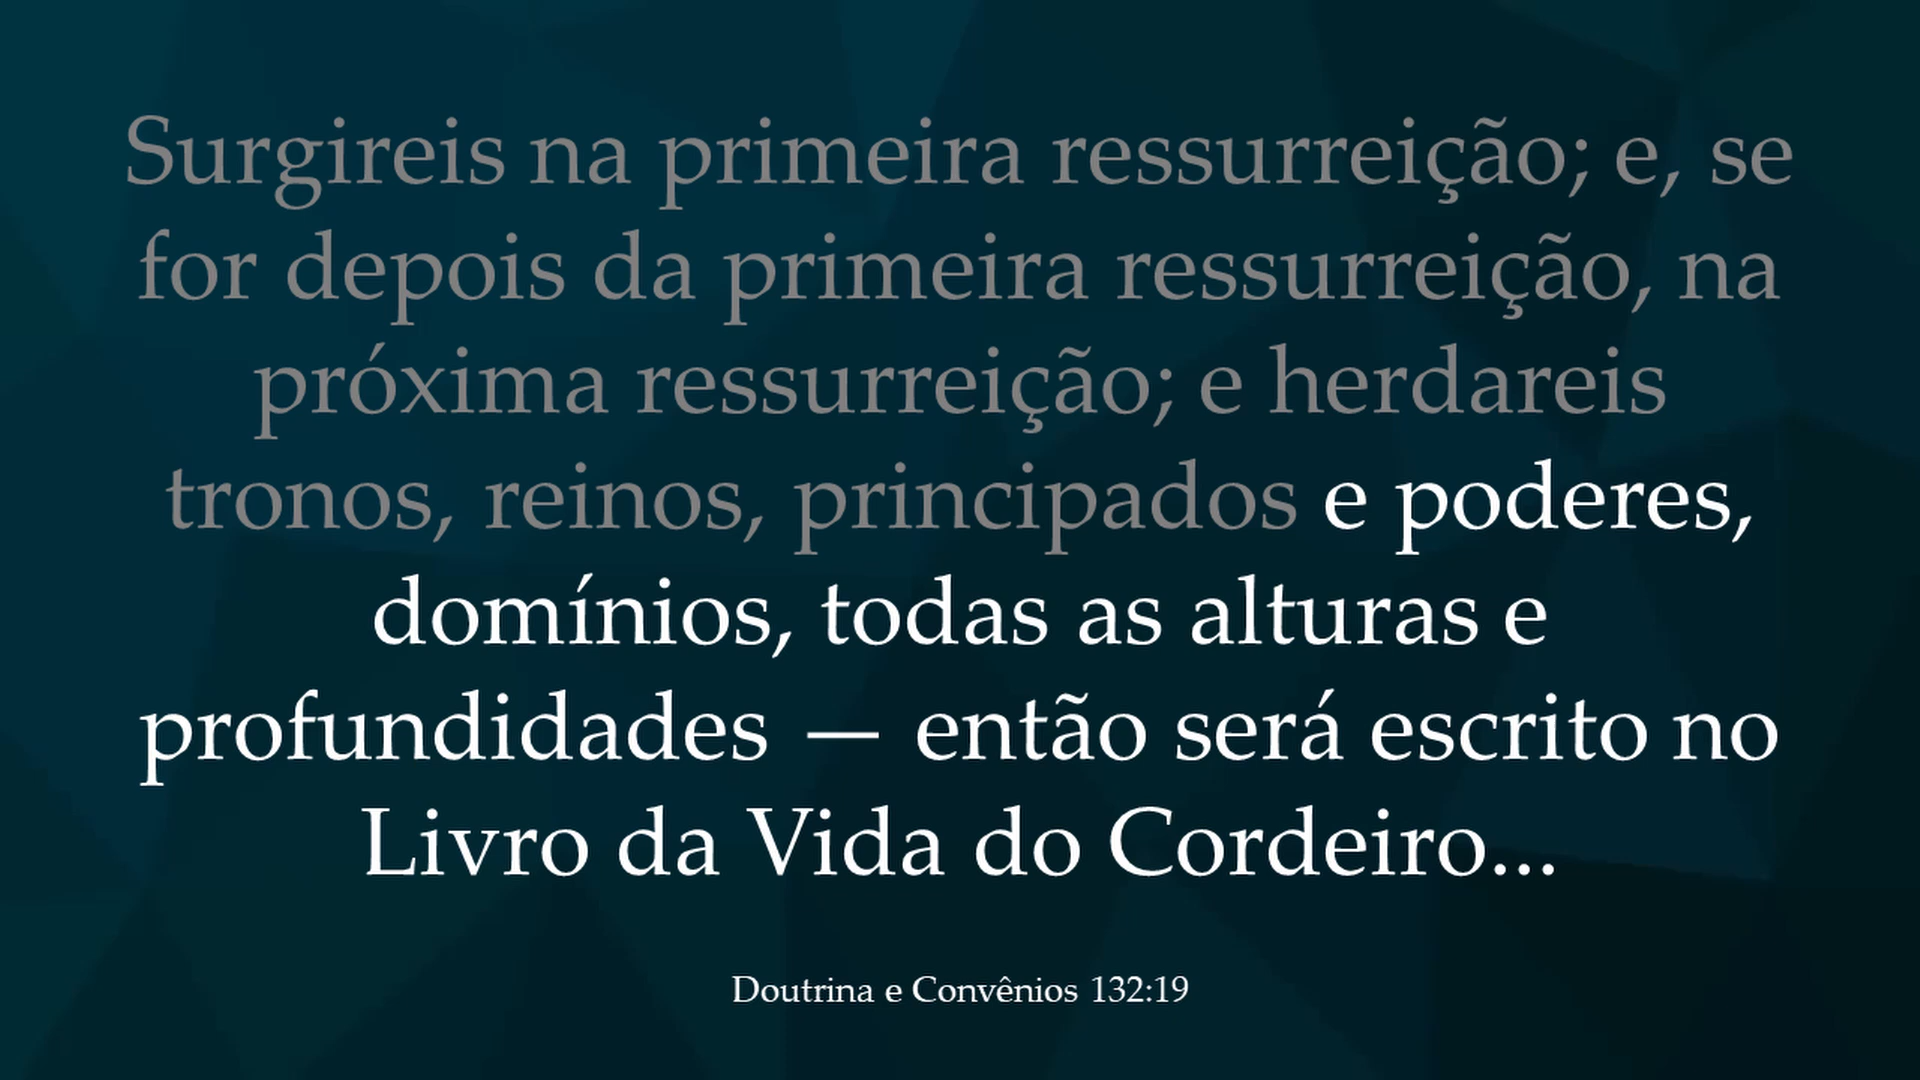 Surgireis na primeira ressurreição; e, se
for depois da primeira ressurreição, na
próxima ressurreição; e herdareis
tronos, reinos, principados e poderes,
domínios, todas as alturas e
profundidades — então será escrito no
Livro da Vida do Cordeiro...
Doutrina e Convênios 132:19